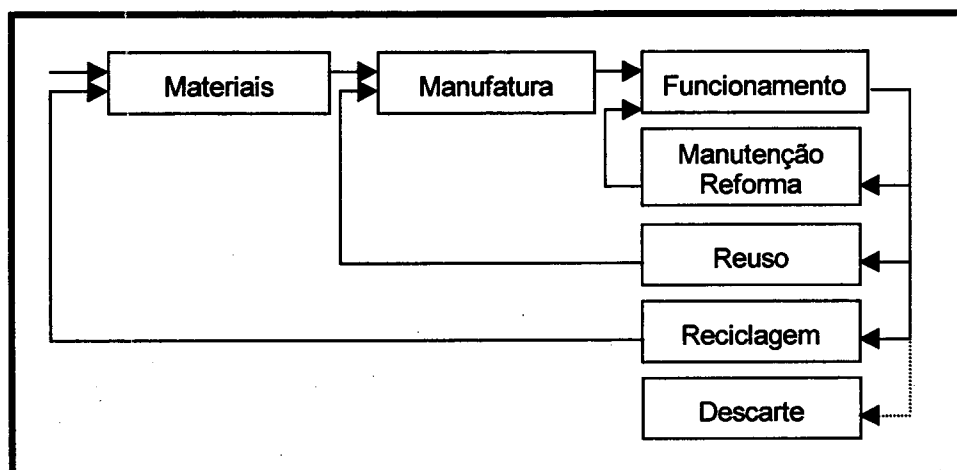 Materiais
Manufatura
Funcionamento
Manutenção
Reforma
Reuso
Reciclagem
Descarte